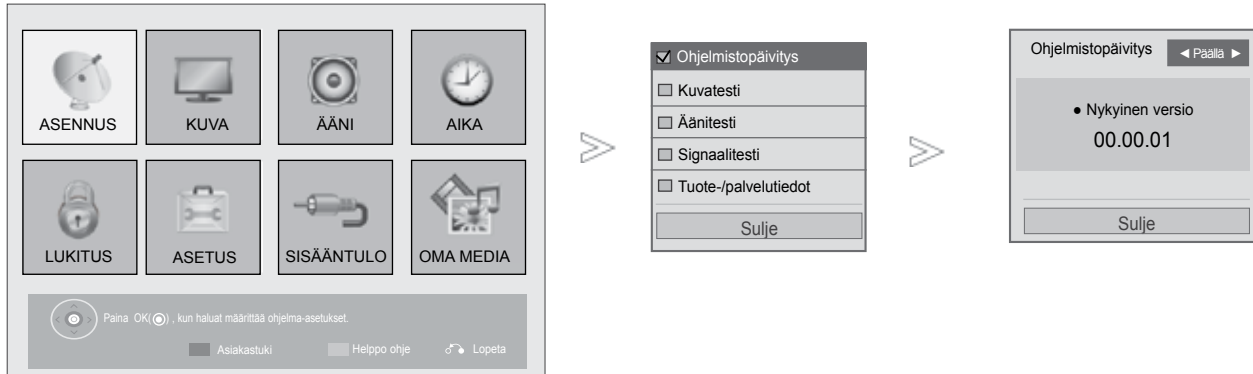 ASENNUS
KUVA
ÄÄNI
AIKA
LUKITUS
ASETUS
SISÄÄNTULO
OMA MEDIA
Paina OK(◉) , kun haluat määrittää ohjelma-asetukset.
Asiakastuki
Helppo ohje
Lopeta
Ohjelmistopäivitys
Kuvatesti
Äänitesti
Signaalitesti
Tuote-/palvelutiedot
Sulje
Ohjelmistopäivitys ◄ Päällä ►
● Nykyinen versio
00.00.01
Sulje